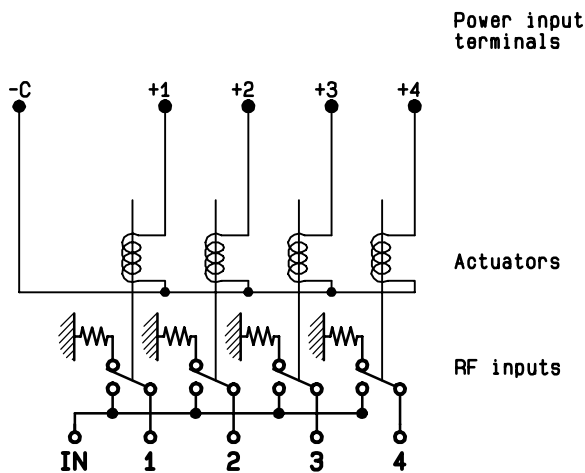 Power input
terminals
-C +1 +2 +3 +4
Actuators
RF inputs
IN 1 2 3 4